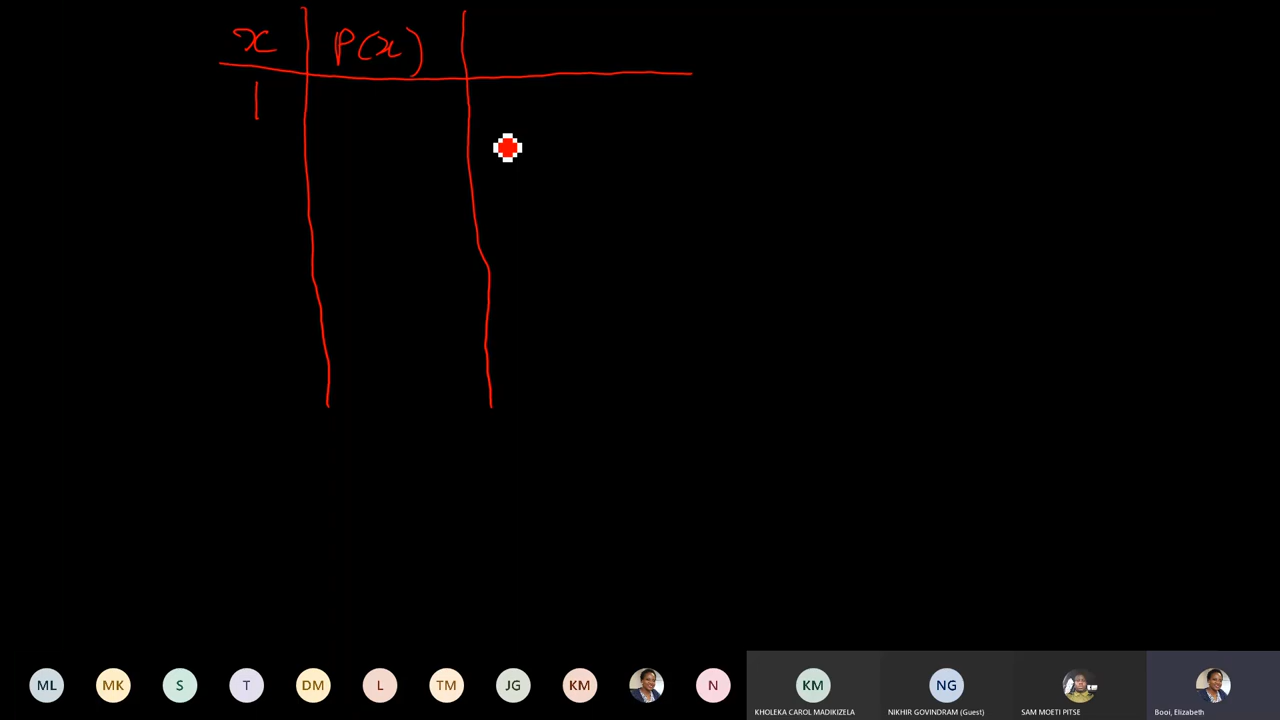 x P(x)
1
ML MK S T DM L TM JG KM N KM NG
KHOLEKA CAROL MADIKIZELA NIKHIR GOVINDRAM (Guest) SAM MOETI PITSE Booi, Elizabeth